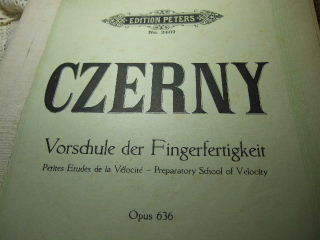 EDITION PETERS
No. 2407
CZERNY
Vorschule der Fingerfertigkeit
Petites Etudes de la Vélocité – Preparatory School of Velocity
Opus 636